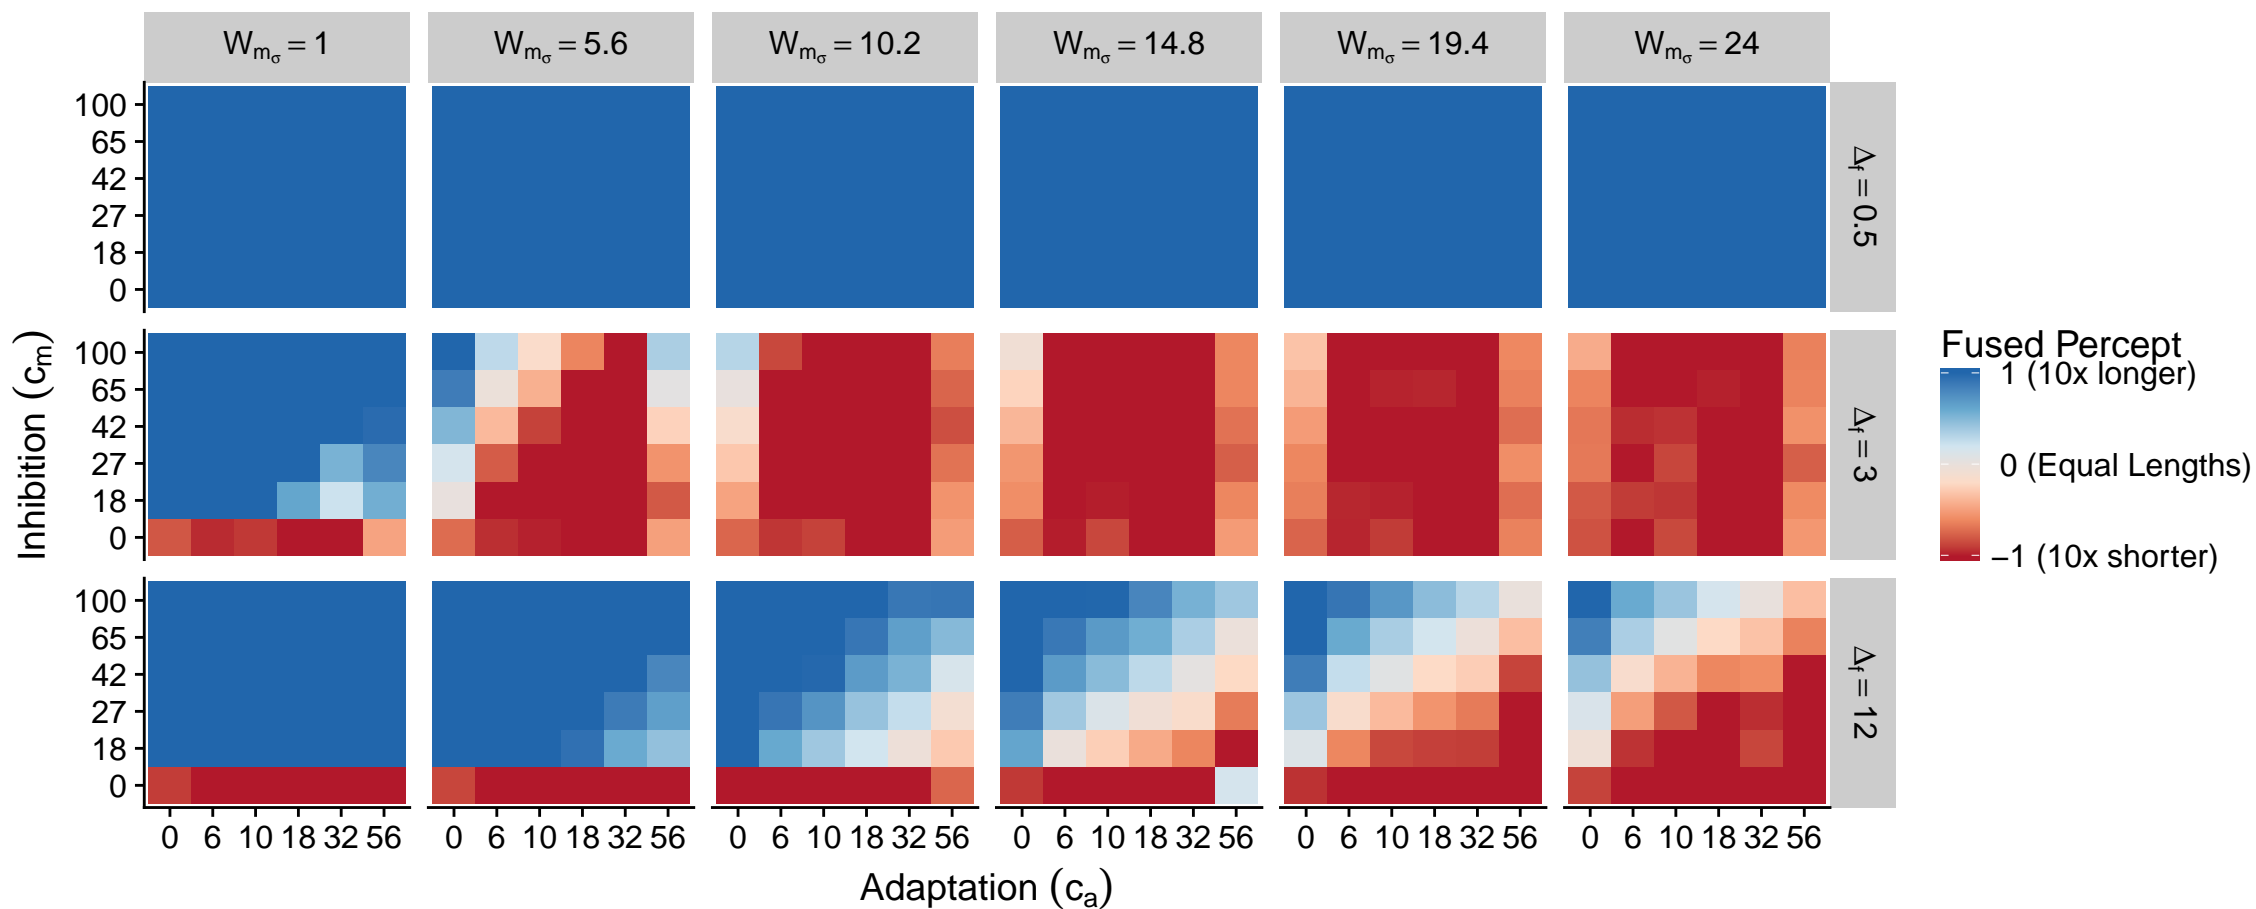 W_mσ = 1 W_mσ = 5.6 W_mσ = 10.2 W_mσ = 14.8 W_mσ = 19.4 W_mσ = 24
100
65
42
27
18
0
Δf = 0.5
100
65
42
27
18
0
Δf = 3
100
65
42
27
18
0
Δf = 12
Inhibition (cm)
0 6 10 18 32 56 0 6 10 18 32 56 0 6 10 18 32 56 0 6 10 18 32 56 0 6 10 18 32 56 0 6 10 18 32 56
Adaptation (ca)
Fused Percept
1 (10x longer)
0 (Equal Lengths)
−1 (10x shorter)